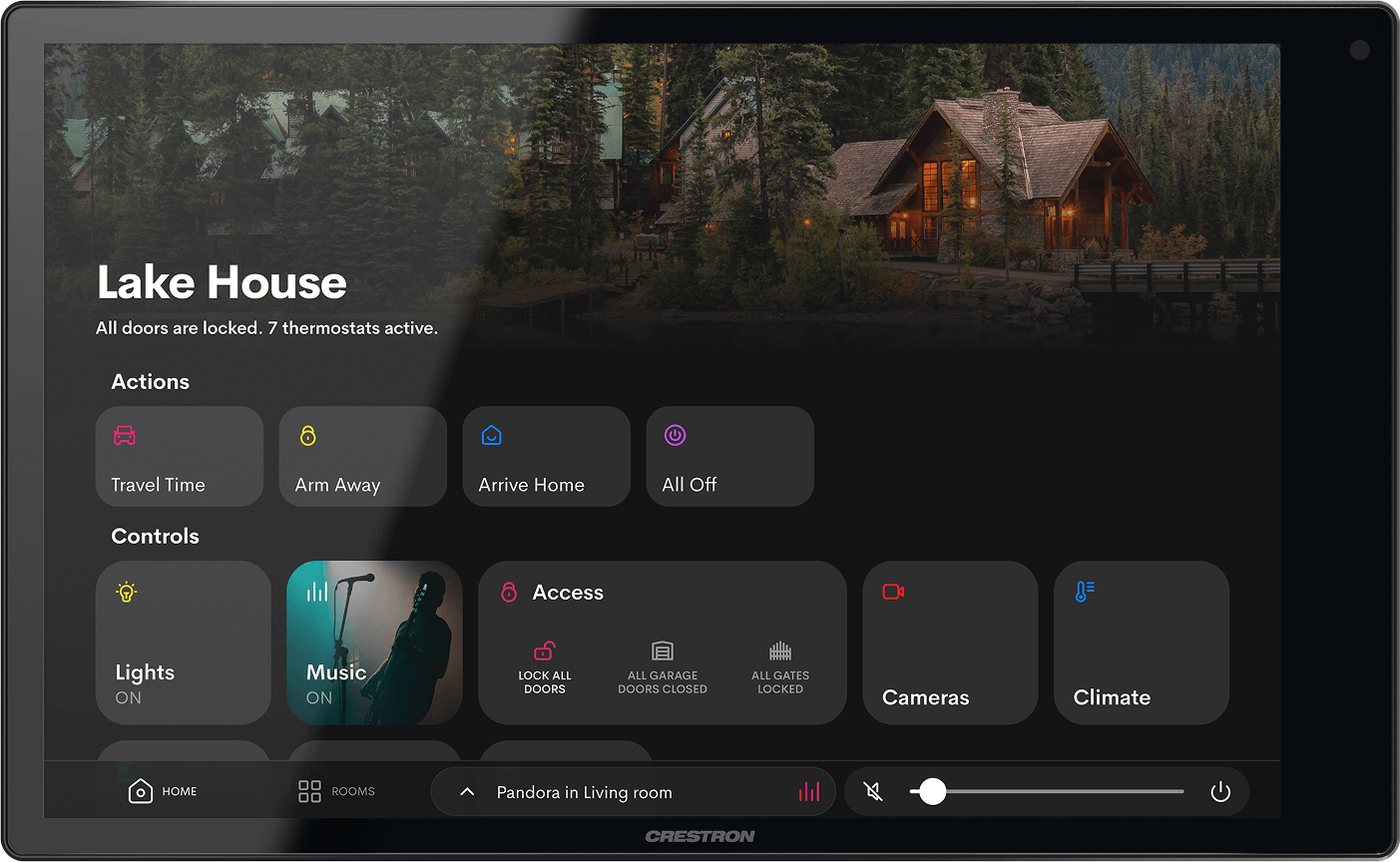 Lake House
All doors are locked. 7 thermostats active.
Actions
Travel Time
Arm Away
Arrive Home
All Off
Controls
Lights
ON
Music
ON
Access
LOCK ALL
DOORS
ALL GARAGE
DOORS CLOSED
ALL GATES
LOCKED
Cameras
Climate
HOME
ROOMS
Pandora in Living room
CRESTRON